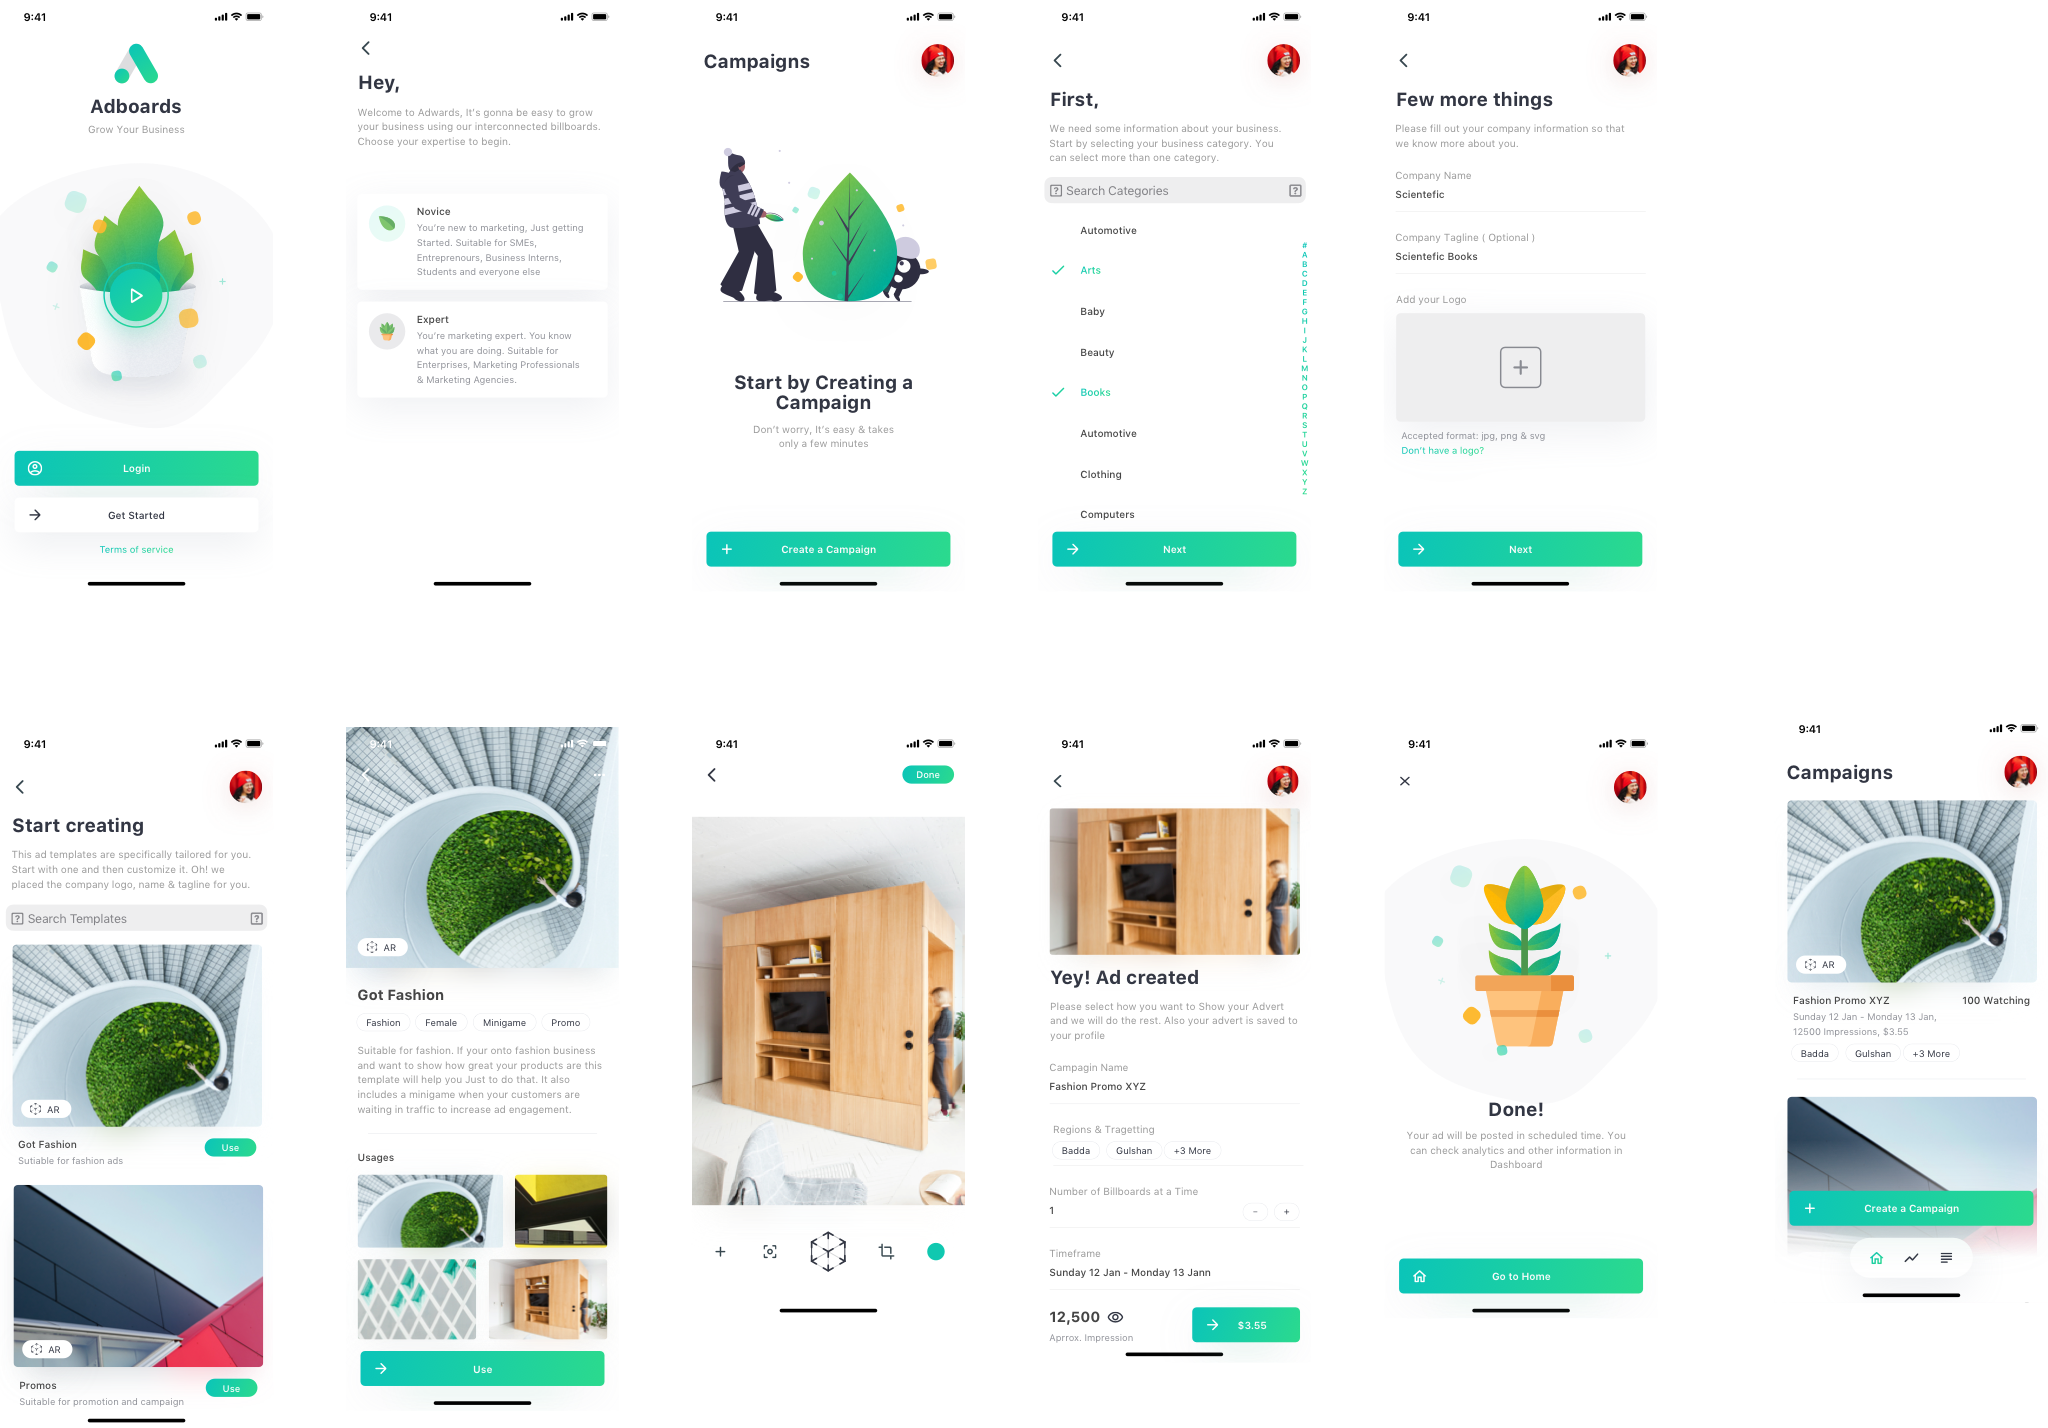 9:41
Adboards
Grow Your Business
Login
Get Started
Terms of service
9:41
Hey,
Welcome to Adwards, It's gonna be easy to grow
your business using our interconnected billboards.
Choose your expertise to begin.
Novice
You're new to marketing, Just getting
Started. Suitable for SMEs,
Entreprenours, Business Interns,
Students and everyone else
Expert
You're marketing expert. You know
what you are doing. Suitable for
Enterprises, Marketing Professionals
& Marketing Agencies.
9:41
Campaigns
Start by Creating a
Campaign
Don't worry, It's easy & takes
only a few minutes
Create a Campaign
9:41
First,
We need some information about your business.
Start by selecting your business category. You
can select more than one category.
Search Categories
Automotive
Arts
Baby
Beauty
Books
Automotive
Clothing
Computers
#
A
B
C
D
E
F
G
H
I
J
K
L
M
N
O
P
Q
R
S
T
U
V
W
X
Y
Z
Next
9:41
Few more things
Please fill out your company information so that
we know more about you.
Company Name
Scientefic
Company Tagline ( Optional )
Scientefic Books
Add your Logo
Accepted format: jpg, png & svg
Don't have a logo?
Next
9:41
Start creating
This ad templates are specifically tailored for you.
Start with one and then customize it. Oh! we
placed the company logo, name & tagline for you.
Search Templates
AR
Got Fashion
Use
Sutiable for fashion ads
AR
Promos
Use
Suitable for promotion and campaign
9:41
AR
Got Fashion
Fashion
Female
Minigame
Promo
Suitable for fashion. If your onto fashion business
and want to show how great your products are this
template will help you Just to do that. It also
includes a minigame when your customers are
waiting in traffic to increase ad engagement.
Usages
Use
9:41
Done
9:41
Yey! Ad created
Please select how you want to Show your Advert
and we will do the rest. Also your advert is saved to
your profile
Campagin Name
Fashion Promo XYZ
Regions & Tragetting
Badda
Gulshan
+3 More
Number of Billboards at a Time
1
Timeframe
Sunday 12 Jan - Monday 13 Jann
12,500
Aprrox. Impression
$3.55
9:41
Done!
Your ad will be posted in scheduled time. You
can check analytics and other information in
Dashboard
Go to Home
9:41
Campaigns
AR
Fashion Promo XYZ
100 Watching
Sunday 12 Jan - Monday 13 Jan,
12500 Impressions, $3.55
Badda
Gulshan
+3 More
Create a Campaign